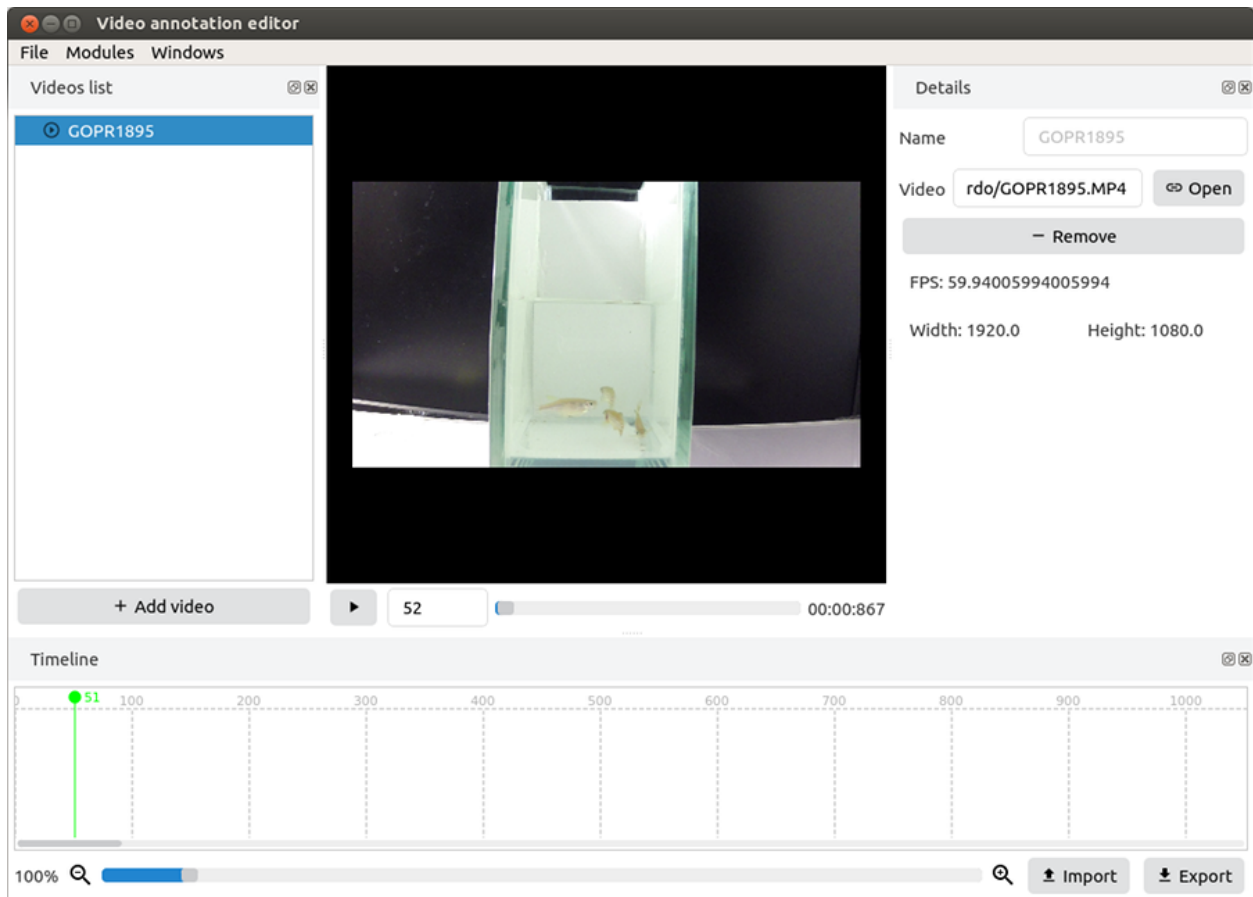 Video annotation editor
File Modules Windows
Videos list
GOPR1895
+ Add video
52
00:00:867
Details
Name GOPR1895
Video rdo/GOPR1895.MP4 Open
− Remove
FPS: 59.94005994005994
Width: 1920.0 Height: 1080.0
Timeline
51 100 200 300 400 500 600 700 800 900 1000
100% Import Export